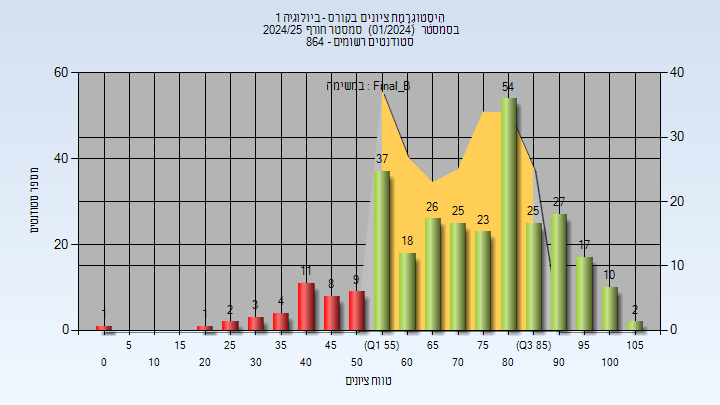 היסטוגרמת ציונים בקורס - ביולוגיה 1
בסמסטר (01/2024) סמסטר חורף 2024/25
סטודנטים רשומים - 864
במשימה : Final_B
60 40
54
37
30
40
27
26 25 25
23 20
18 17
20
11 10 10
9
8
4
3
2 2
1 1
0 0
5 15 25 35 45 (Q1 55) 65 75 (Q3 85) 95 105
0 10 20 30 40 50 60 70 80 90 100
מספר סטודנטים
טווח ציונים